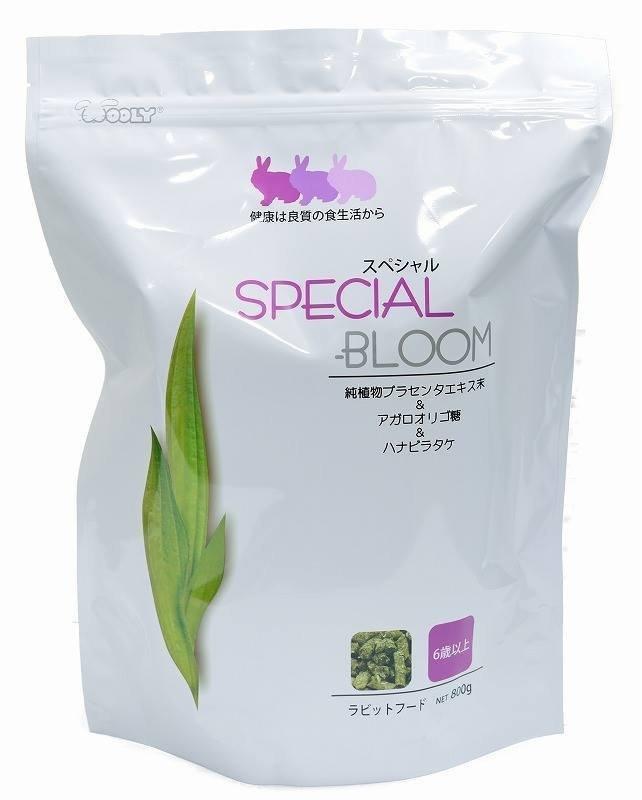 WOOLY®
健康は良質の食生活から
スペシャル
SPECIAL
-BLOOM
純植物プラセンタエキス末
&
アガロオリゴ糖
&
ハナビラタケ
6歳以上
ラビットフード NET 800g